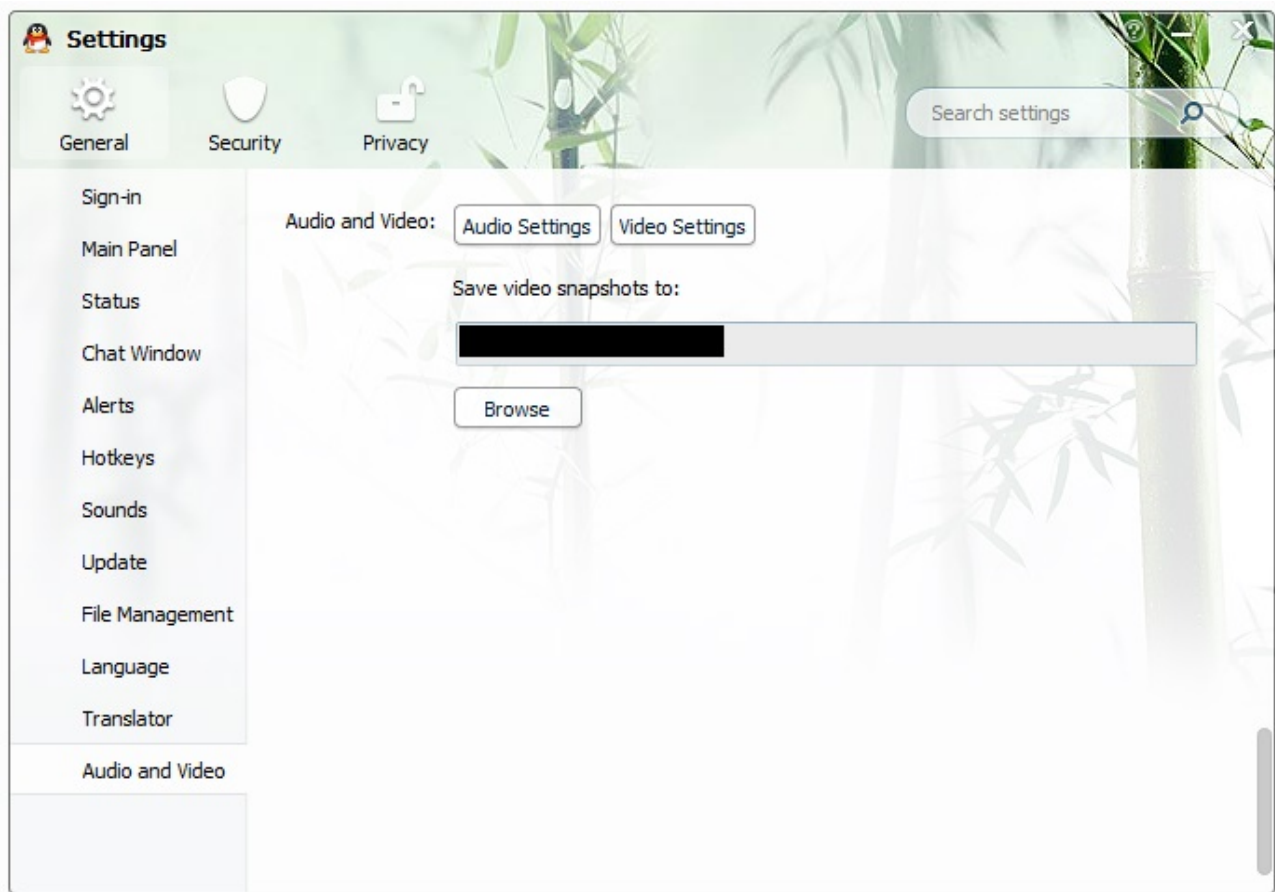 Settings
General
Security
Privacy
Search settings
Sign-in
Main Panel
Status
Chat Window
Alerts
Hotkeys
Sounds
Update
File Management
Language
Translator
Audio and Video
Audio and Video: Audio Settings Video Settings
Save video snapshots to:
Browse